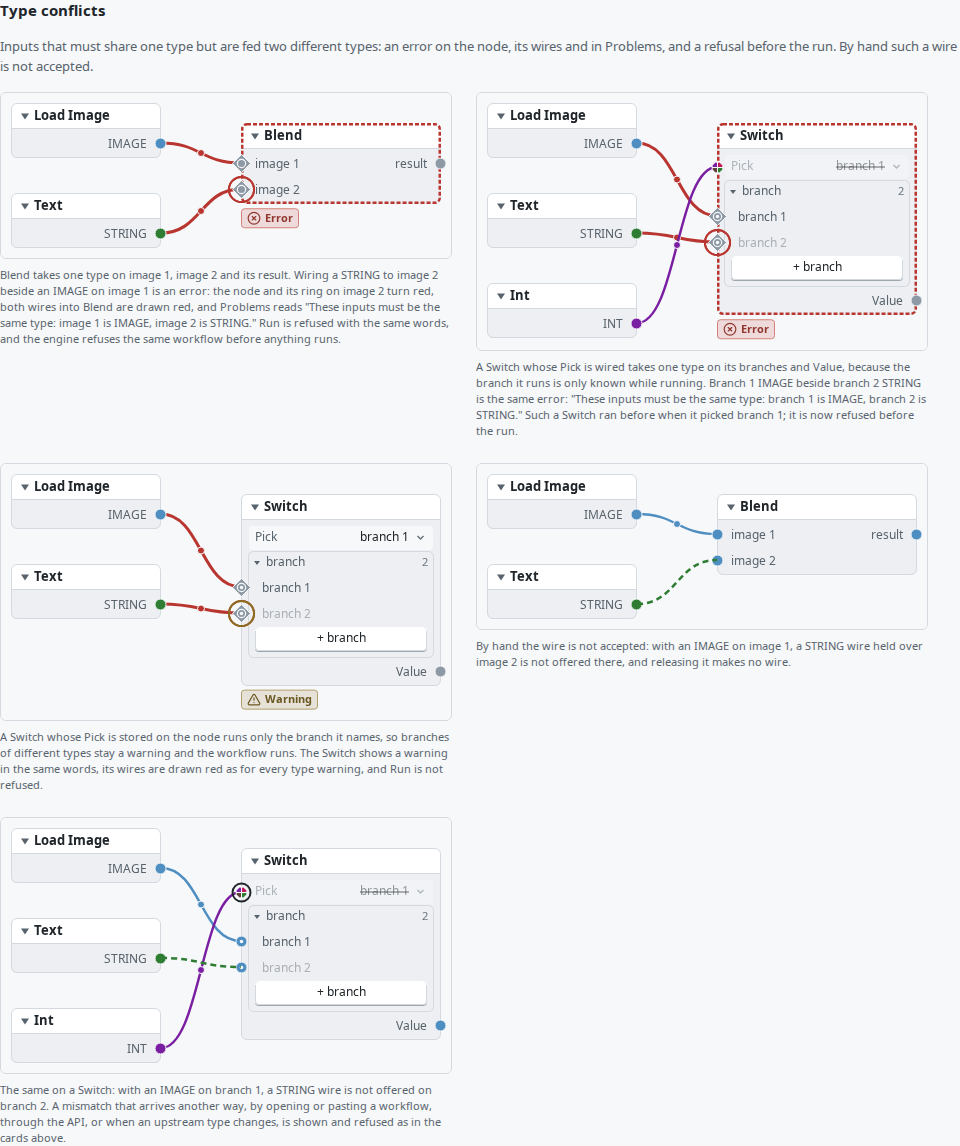 Type conflicts
Inputs that must share one type but are fed two different types: an error on the node, its wires and in Problems, and a refusal before the run. By hand such a wire
is not accepted.
Load Image
IMAGE
Text
STRING
Blend
image 1
result
image 2
Error
Blend takes one type on image 1, image 2 and its result. Wiring a STRING to image 2
beside an IMAGE on image 1 is an error: the node and its ring on image 2 turn red,
both wires into Blend are drawn red, and Problems reads "These inputs must be the
same type: image 1 is IMAGE, image 2 is STRING." Run is refused with the same words,
and the engine refuses the same workflow before anything runs.
Load Image
IMAGE
Text
STRING
Int
INT
Switch
Pick
branch 1
branch
2
branch 1
branch 2
+ branch
Value
Error
A Switch whose Pick is wired takes one type on its branches and Value, because the
branch it runs is only known while running. Branch 1 IMAGE beside branch 2 STRING
is the same error: "These inputs must be the same type: branch 1 is IMAGE, branch 2 is
STRING." Such a Switch ran before when it picked branch 1; it is now refused before
the run.
Load Image
IMAGE
Text
STRING
Switch
Pick
branch 1
branch
2
branch 1
branch 2
+ branch
Value
Warning
A Switch whose Pick is stored on the node runs only the branch it names, so branches
of different types stay a warning and the workflow runs. The Switch shows a warning
in the same words, its wires are drawn red as for every type warning, and Run is not
refused.
Load Image
IMAGE
Text
STRING
Blend
image 1
result
image 2
By hand the wire is not accepted: with an IMAGE on image 1, a STRING wire held over
image 2 is not offered there, and releasing it makes no wire.
Load Image
IMAGE
Text
STRING
Int
INT
Switch
Pick
branch 1
branch
2
branch 1
branch 2
+ branch
Value
The same on a Switch: with an IMAGE on branch 1, a STRING wire is not offered on
branch 2. A mismatch that arrives another way, by opening or pasting a workflow,
through the API, or when an upstream type changes, is shown and refused as in the
cards above.